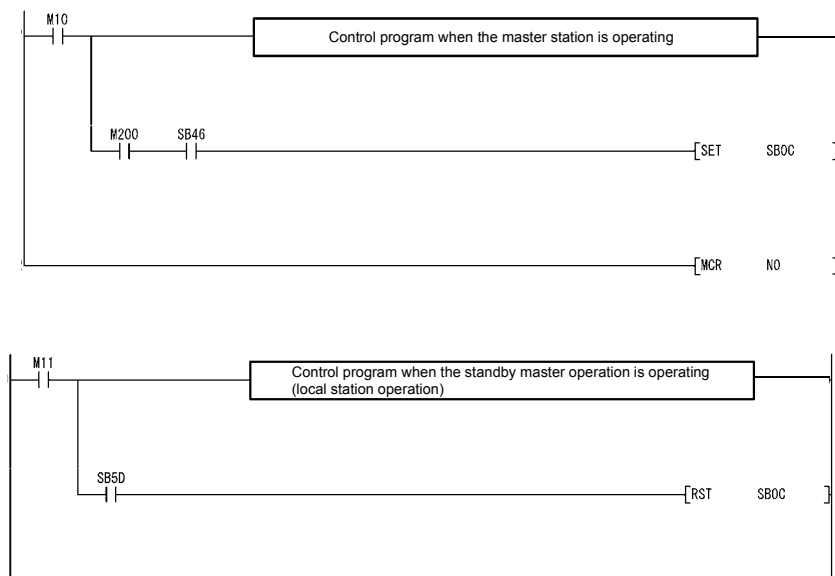 M10
Control program when the master station is operating
M200 SB46
[SET SB0C ]
[MCR N0 ]
M11
Control program when the standby master operation is operating
(local station operation)
SB5D
[RST SB0C ]